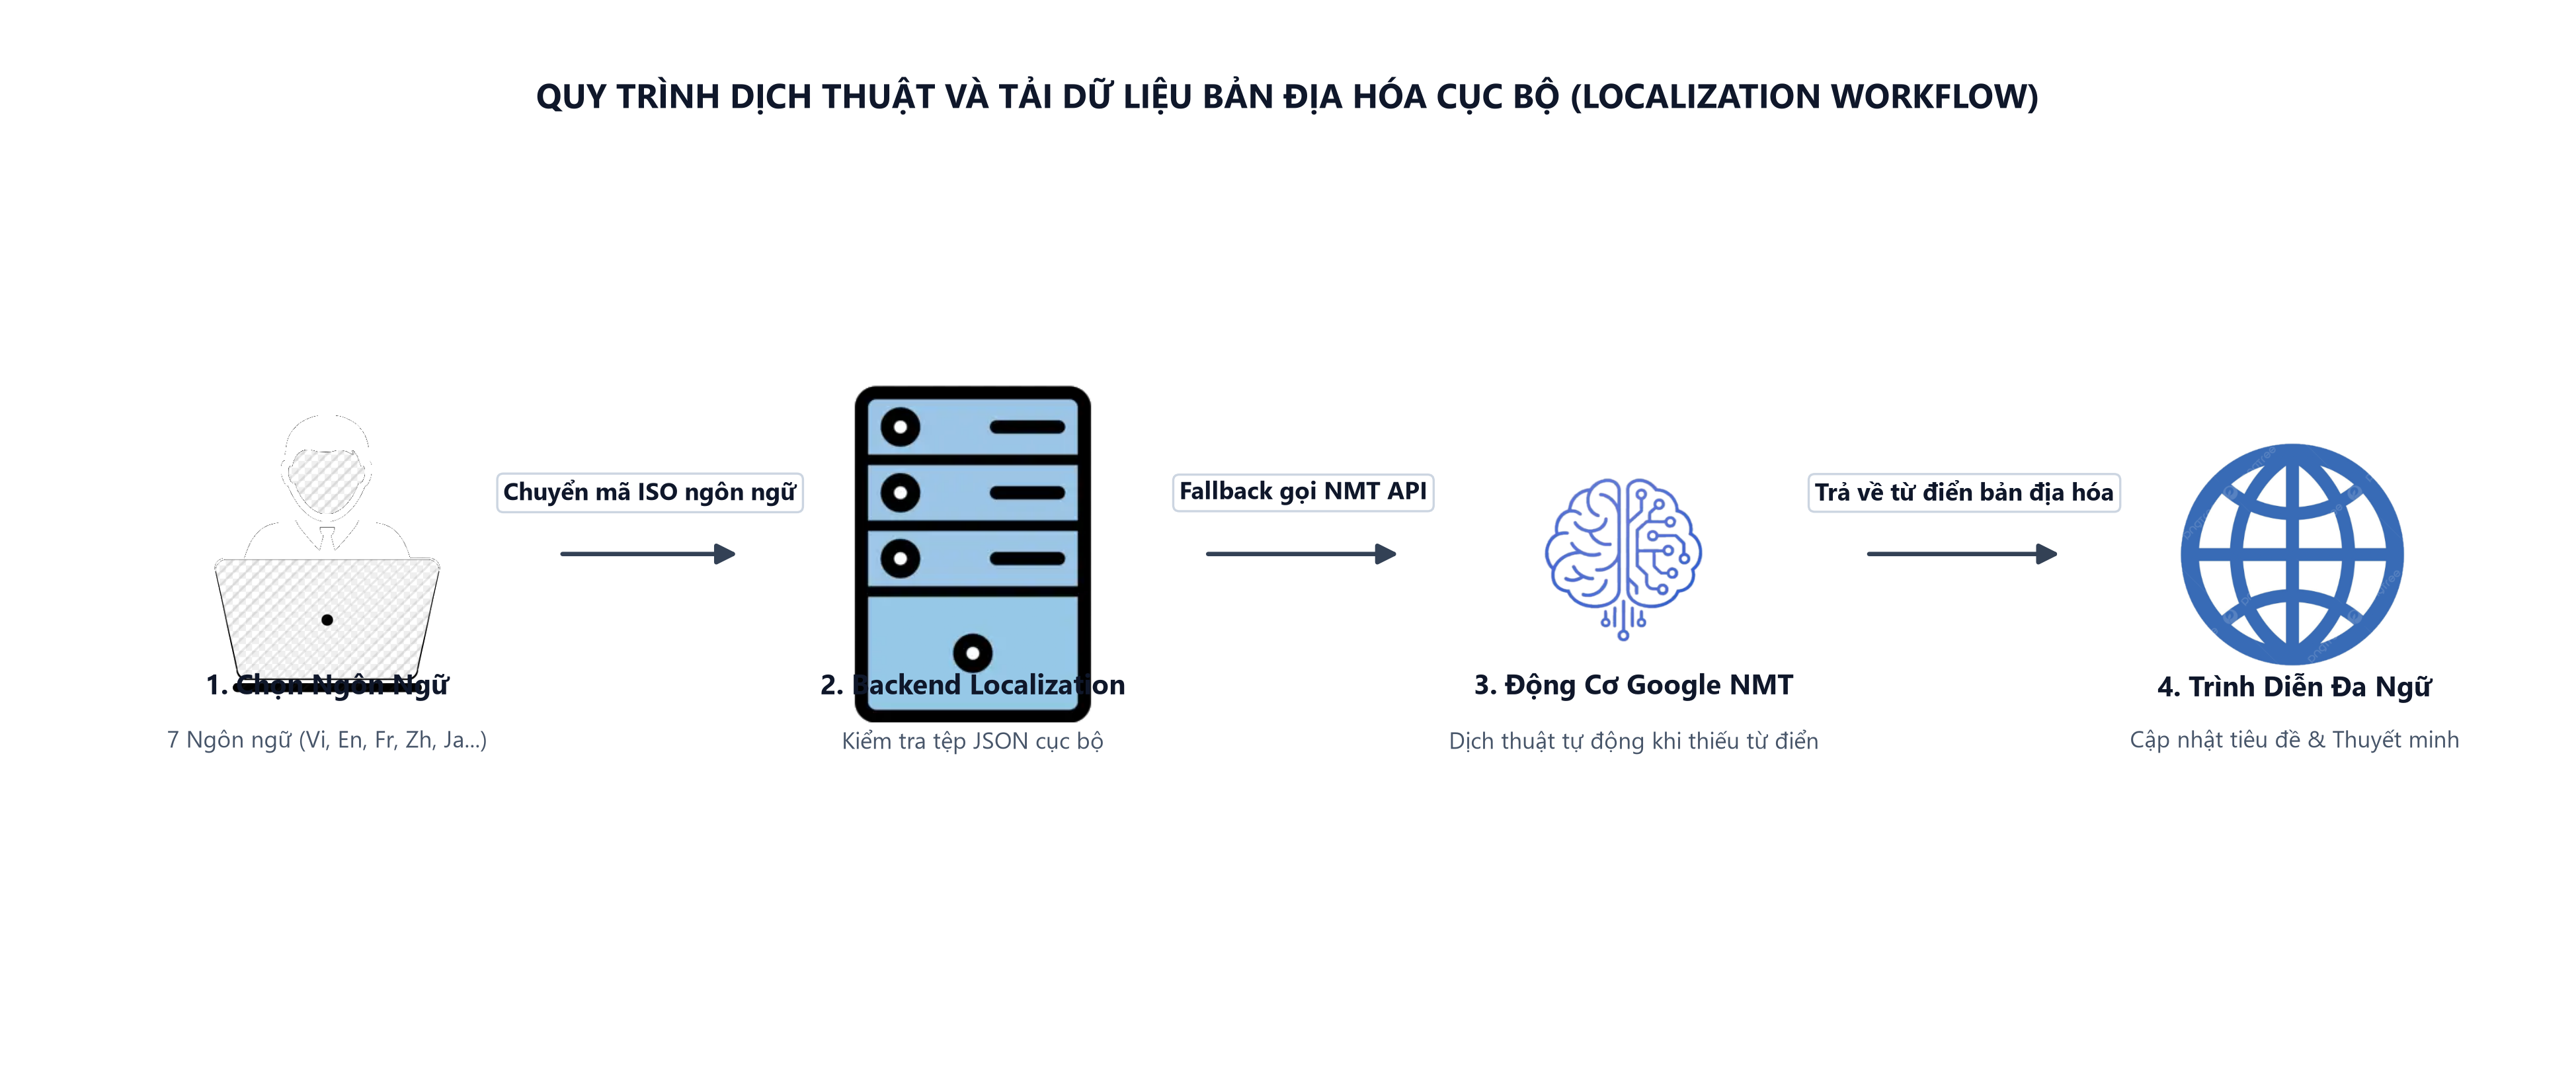 QUY TRÌNH DỊCH THUẬT VÀ TẢI DỮ LIỆU BẢN ĐỊA HÓA CỤC BỘ (LOCALIZATION WORKFLOW)
Chuyển mã ISO ngôn ngữ
Fallback gọi NMT API
Trả về từ điển bản địa hóa
1. Chọn Ngôn Ngữ
7 Ngôn ngữ (Vi, En, Fr, Zh, Ja...)
2. Backend Localization
Kiểm tra tệp JSON cục bộ
3. Động Cơ Google NMT
Dịch thuật tự động khi thiếu từ điển
4. Trình Diễn Đa Ngữ
Cập nhật tiêu đề & Thuyết minh